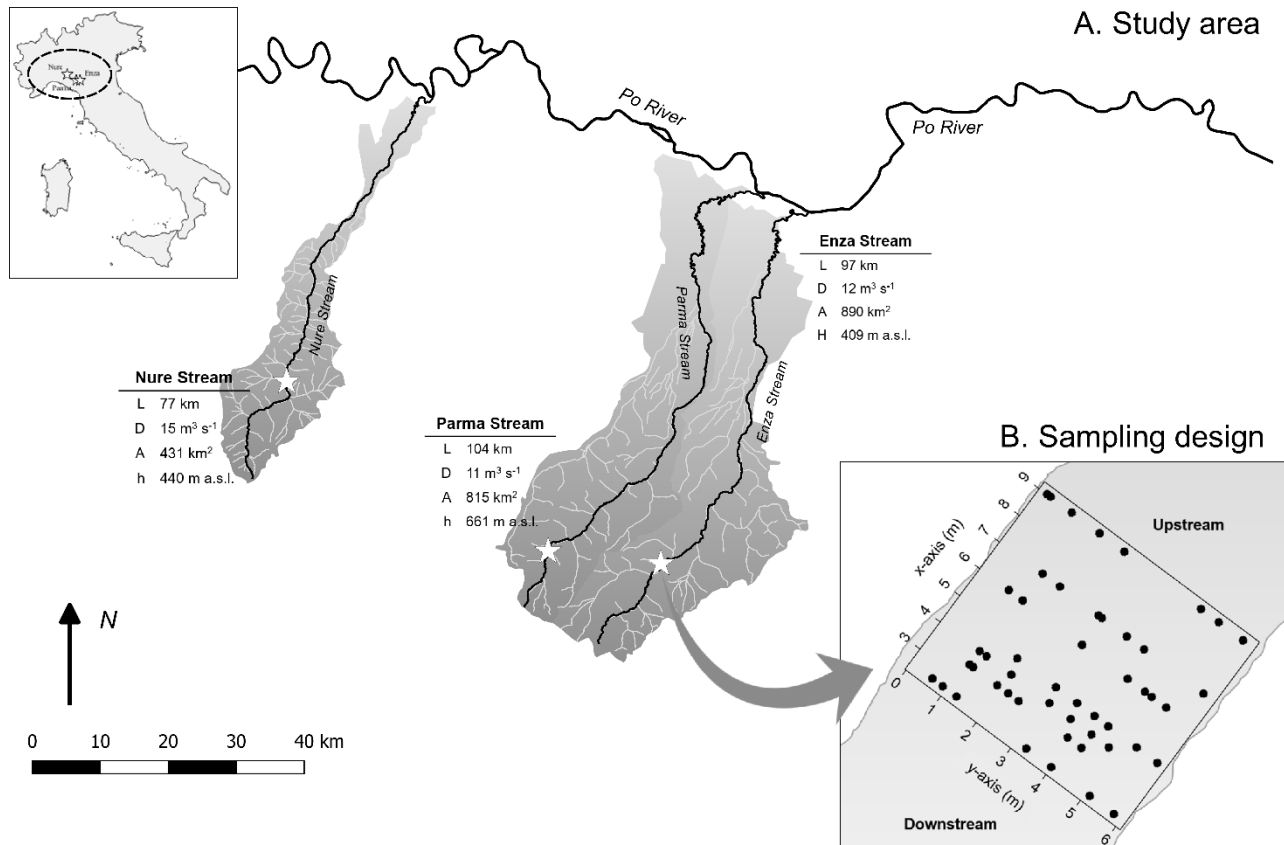 A. Study area
Nure
Enza
Parma
Po River
Po River
Nure Stream
Parma Stream
Enza Stream
Enza Stream
L 97 km
D 12 m³ s⁻¹
A 890 km²
H 409 m a.s.l.
Nure Stream
L 77 km
D 15 m³ s⁻¹
A 431 km²
h 440 m a.s.l.
Parma Stream
L 104 km
D 11 m³ s⁻¹
A 815 km²
h 661 m a.s.l.
N
0 10 20 30 40 km
B. Sampling design
Upstream
x-axis (m)
9
8
7
6
5
4
3
0
1
2
3
4
5
6
y-axis (m)
Downstream